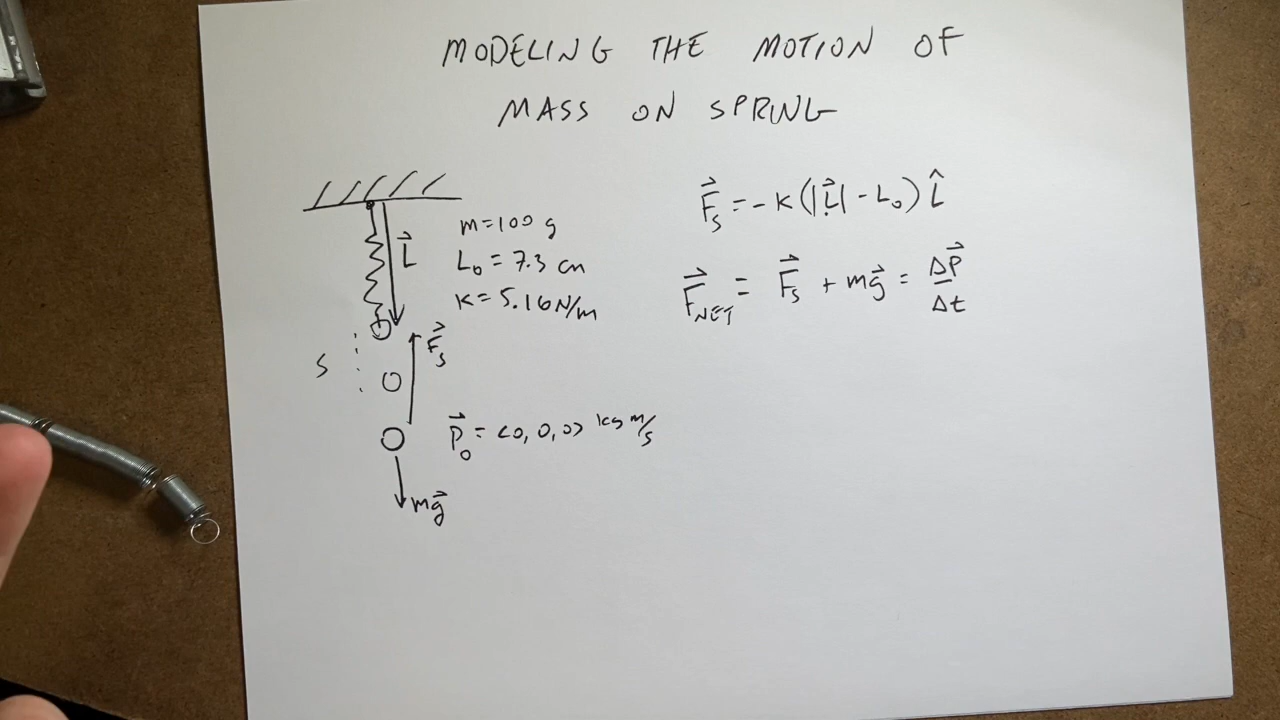 MODELING THE MOTION OF
MASS ON SPRING
m=100 g
L₀ = 7.3 cm
K = 5.16 N/m
L⃗
F⃗s
S
P⃗₀ = <0, 0, 0> kg m/s
mg⃗
F⃗s = -K(|L⃗| - L₀) L̂
F⃗NET = F⃗s + mg⃗ = ΔP⃗/Δt